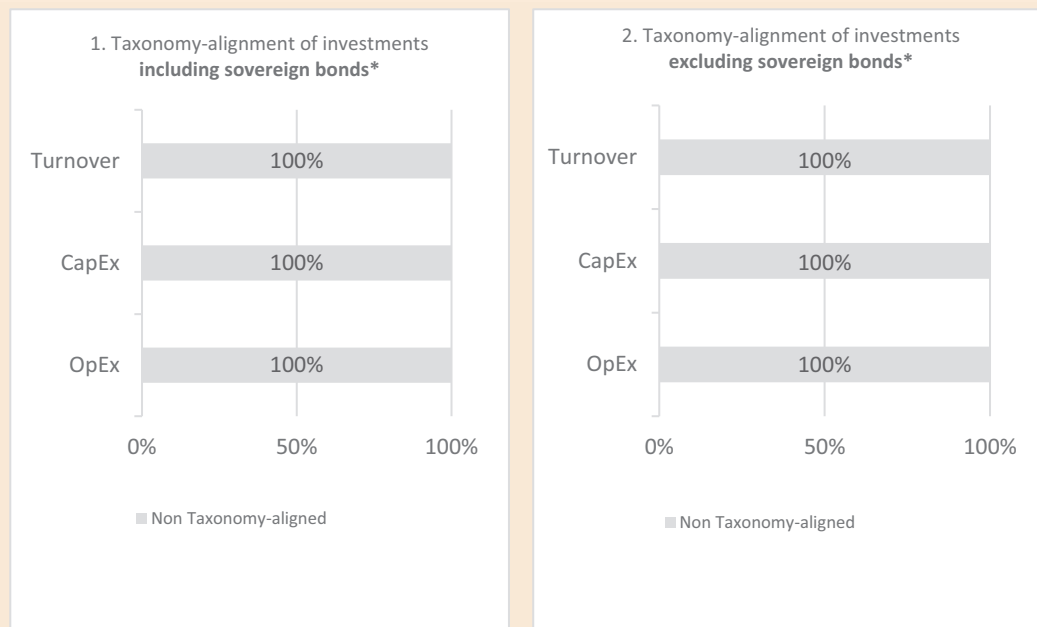 1. Taxonomy-alignment of investments
including sovereign bonds*
Turnover
100%
CapEx
100%
OpEx
100%
0%
50%
100%
Non Taxonomy-aligned
2. Taxonomy-alignment of investments
excluding sovereign bonds*
Turnover
100%
CapEx
100%
OpEx
100%
0%
50%
100%
Non Taxonomy-aligned